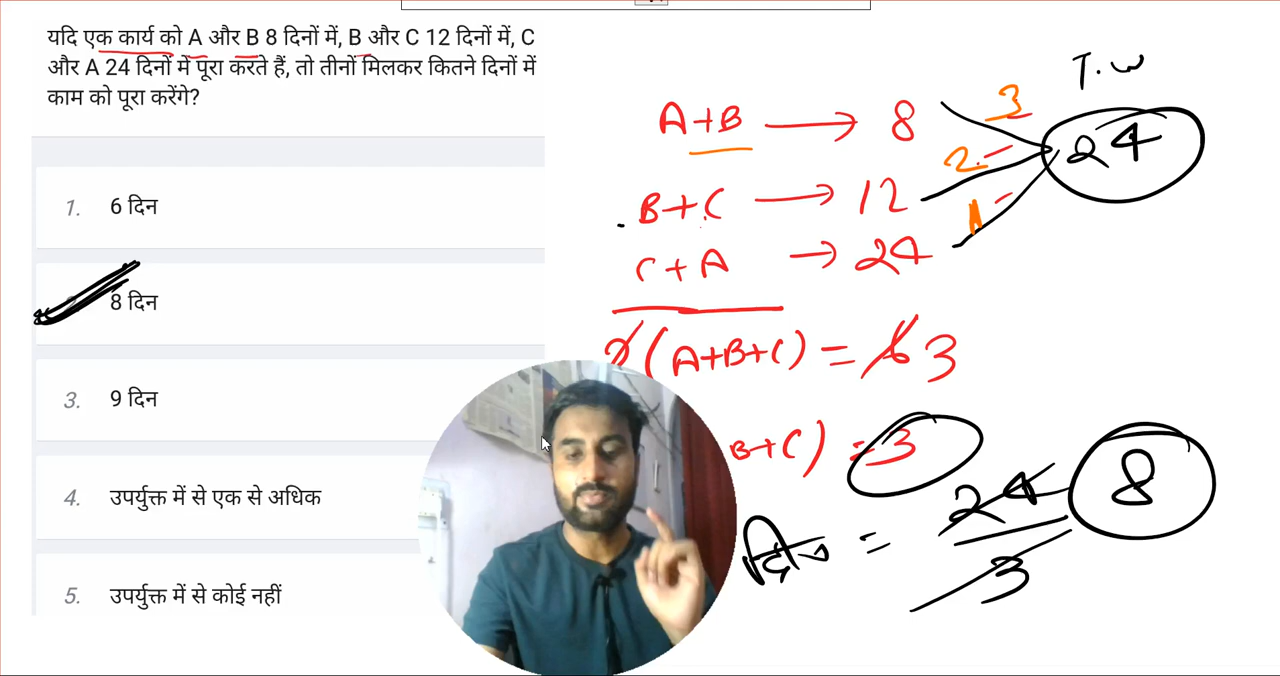 यदि एक कार्य को A और B 8 दिनों में, B और C 12 दिनों में, C
और A 24 दिनों में पूरा करते हैं, तो तीनों मिलकर कितने दिनों में
काम को पूरा करेंगे?
1. 6 दिन
8 दिन
3. 9 दिन
4. उपर्युक्त में से एक से अधिक
5. उपर्युक्त में से कोई नहीं
T.W
A+B → 8 3 24
B+C → 12 2
C+A → 24 1
2(A+B+C) = 6 3
B+C) = 3
दिन = 24 8
3